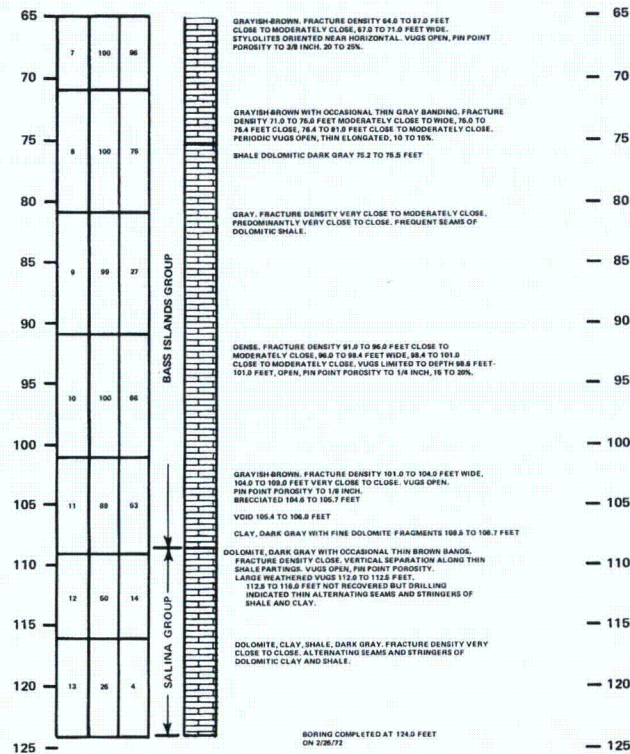 65
70
75
80
85
90
95
100
105
110
115
120
125
7 100 96
8 100 75
9 99 27
10 100 66
11 88 53
12 50 14
13 26 4
BASS ISLANDS GROUP
SALINA GROUP
GRAYISH-BROWN. FRACTURE DENSITY 64.0 TO 67.0 FEET
CLOSE TO MODERATELY CLOSE, 67.0 TO 71.0 FEET WIDE.
STYLOLITES ORIENTED NEAR HORIZONTAL. VUGS OPEN, PIN POINT
POROSITY TO 3/8 INCH. 20 TO 25%.
GRAYISH-BROWN WITH OCCASIONAL THIN GRAY BANDING. FRACTURE
DENSITY 71.0 TO 76.0 FEET MODERATELY CLOSE TO WIDE, 76.0 TO
76.4 FEET CLOSE, 76.4 TO 81.0 FEET CLOSE TO MODERATELY CLOSE.
PERIODIC VUGS OPEN, THIN ELONGATED, 10 TO 15%.
SHALE DOLOMITIC DARK GRAY 75.2 TO 75.5 FEET
GRAY. FRACTURE DENSITY VERY CLOSE TO MODERATELY CLOSE,
PREDOMINANTLY VERY CLOSE TO CLOSE. FREQUENT SEAMS OF
DOLOMITIC SHALE.
DENSE. FRACTURE DENSITY 91.0 TO 96.0 FEET CLOSE TO
MODERATELY CLOSE, 96.0 TO 98.4 FEET WIDE, 98.4 TO 101.0
CLOSE TO MODERATELY CLOSE. VUGS LIMITED TO DEPTH 98.6 FEET-
101.0 FEET, OPEN, PIN POINT POROSITY TO 1/4 INCH, 15 TO 20%.
GRAYISH-BROWN. FRACTURE DENSITY 101.0 TO 104.0 FEET WIDE,
104.0 TO 109.0 FEET VERY CLOSE TO CLOSE. VUGS OPEN.
PIN POINT POROSITY TO 1/8 INCH.
BRECCIATED 104.6 TO 105.7 FEET
VOID 105.4 TO 106.0 FEET
CLAY, DARK GRAY WITH FINE DOLOMITE FRAGMENTS 108.5 TO 108.7 FEET
DOLOMITE, DARK GRAY WITH OCCASIONAL THIN BROWN BANDS.
FRACTURE DENSITY CLOSE. VERTICAL SEPARATION ALONG THIN
SHALE PARTINGS. VUGS OPEN, PIN POINT POROSITY.
LARGE WEATHERED VUGS 112.0 TO 112.5 FEET.
112.5 TO 116.0 FEET NOT RECOVERED BUT DRILLING
INDICATED THIN ALTERNATING SEAMS AND STRINGERS OF
SHALE AND CLAY.
DOLOMITE, CLAY, SHALE, DARK GRAY. FRACTURE DENSITY VERY
CLOSE TO CLOSE. ALTERNATING SEAMS AND STRINGERS OF
DOLOMITIC CLAY AND SHALE.
BORING COMPLETED AT 124.0 FEET
ON 2/26/72
65
70
75
80
85
90
95
100
105
110
115
120
125